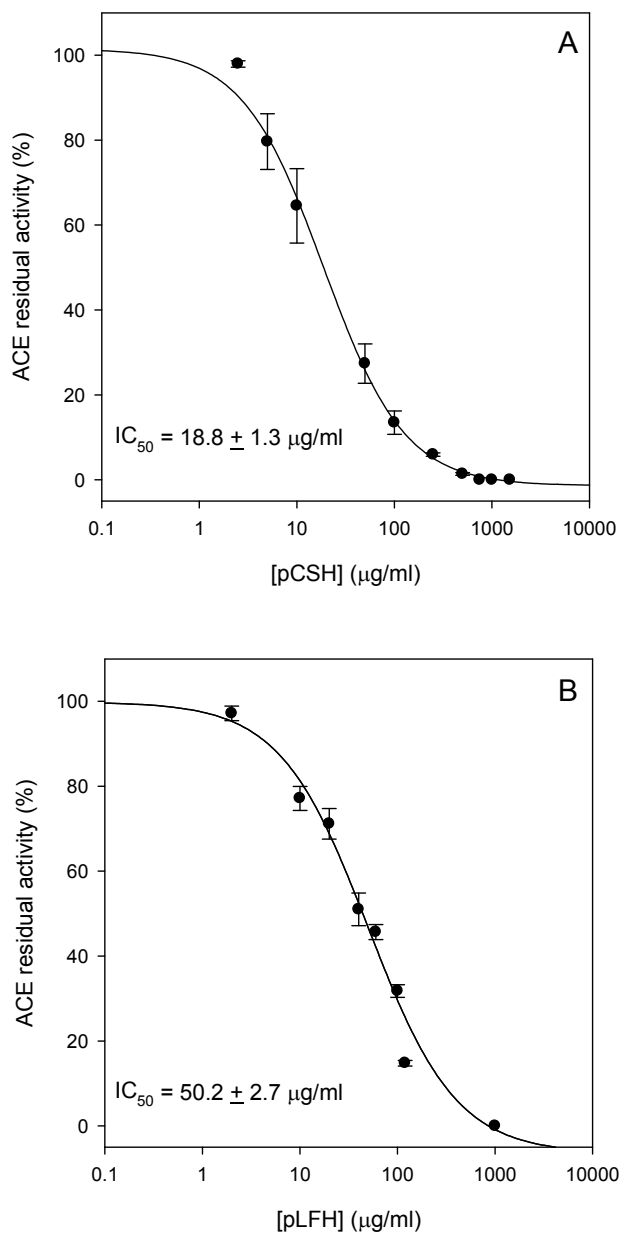 A
100
80
60
40
20
0
ACE residual activity (%)
IC50 = 18.8 ± 1.3 μg/ml
0.1 1 10 100 1000 10000
[pCSH] (μg/ml)
B
100
80
60
40
20
0
ACE residual activity (%)
IC50 = 50.2 ± 2.7 μg/ml
0.1 1 10 100 1000 10000
[pLFH] (μg/ml)